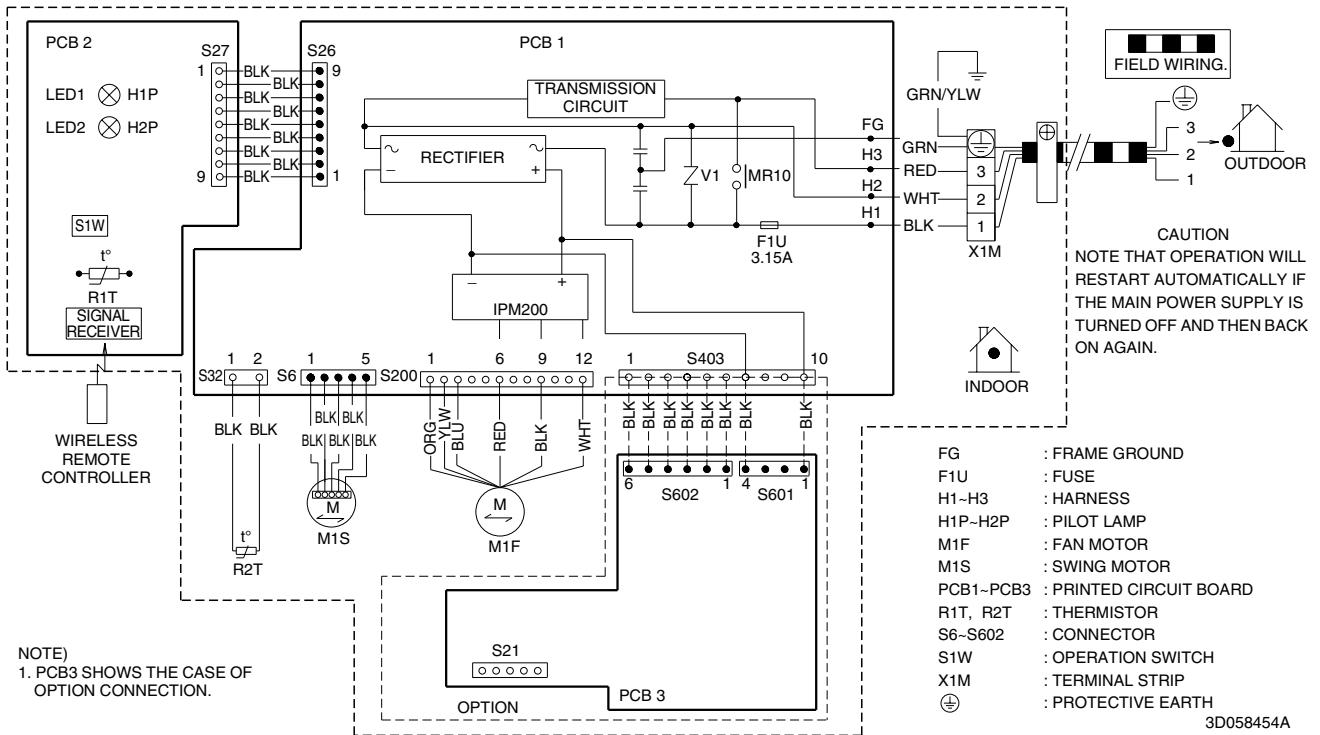 PCB 2
S27
1
9
LED1 H1P
LED2 H2P
S1W
t°
R1T
SIGNAL
RECEIVER
WIRELESS
REMOTE
CONTROLLER
BLK
BLK
BLK
BLK
BLK
BLK
BLK
BLK
BLK
S26
9
1
PCB 1
TRANSMISSION
CIRCUIT
RECTIFIER
−
+
V1
MR10
F1U
3.15A
FG
H3
H2
H1
GRN/YLW
GRN
RED
WHT
BLK
3
2
1
X1M
FIELD WIRING.
3
2
1
OUTDOOR
CAUTION
NOTE THAT OPERATION WILL
RESTART AUTOMATICALLY IF
THE MAIN POWER SUPPLY IS
TURNED OFF AND THEN BACK
ON AGAIN.
INDOOR
−
+
IPM200
S32
1 2
BLK BLK
t°
R2T
S6
1 5
BLK BLK
BLK BLK BLK
M
M1S
S200
1 6 9 12
ORG
YLW
BLU
RED
BLK
WHT
M
M1F
1 S403 10
BLK
BLK
BLK
BLK
BLK
BLK
BLK
BLK
6 1
S602
4 1
S601
S21
PCB 3
OPTION
NOTE)
1. PCB3 SHOWS THE CASE OF
OPTION CONNECTION.
FG : FRAME GROUND
F1U : FUSE
H1~H3 : HARNESS
H1P~H2P : PILOT LAMP
M1F : FAN MOTOR
M1S : SWING MOTOR
PCB1~PCB3 : PRINTED CIRCUIT BOARD
R1T, R2T : THERMISTOR
S6~S602 : CONNECTOR
S1W : OPERATION SWITCH
X1M : TERMINAL STRIP
: PROTECTIVE EARTH
3D058454A